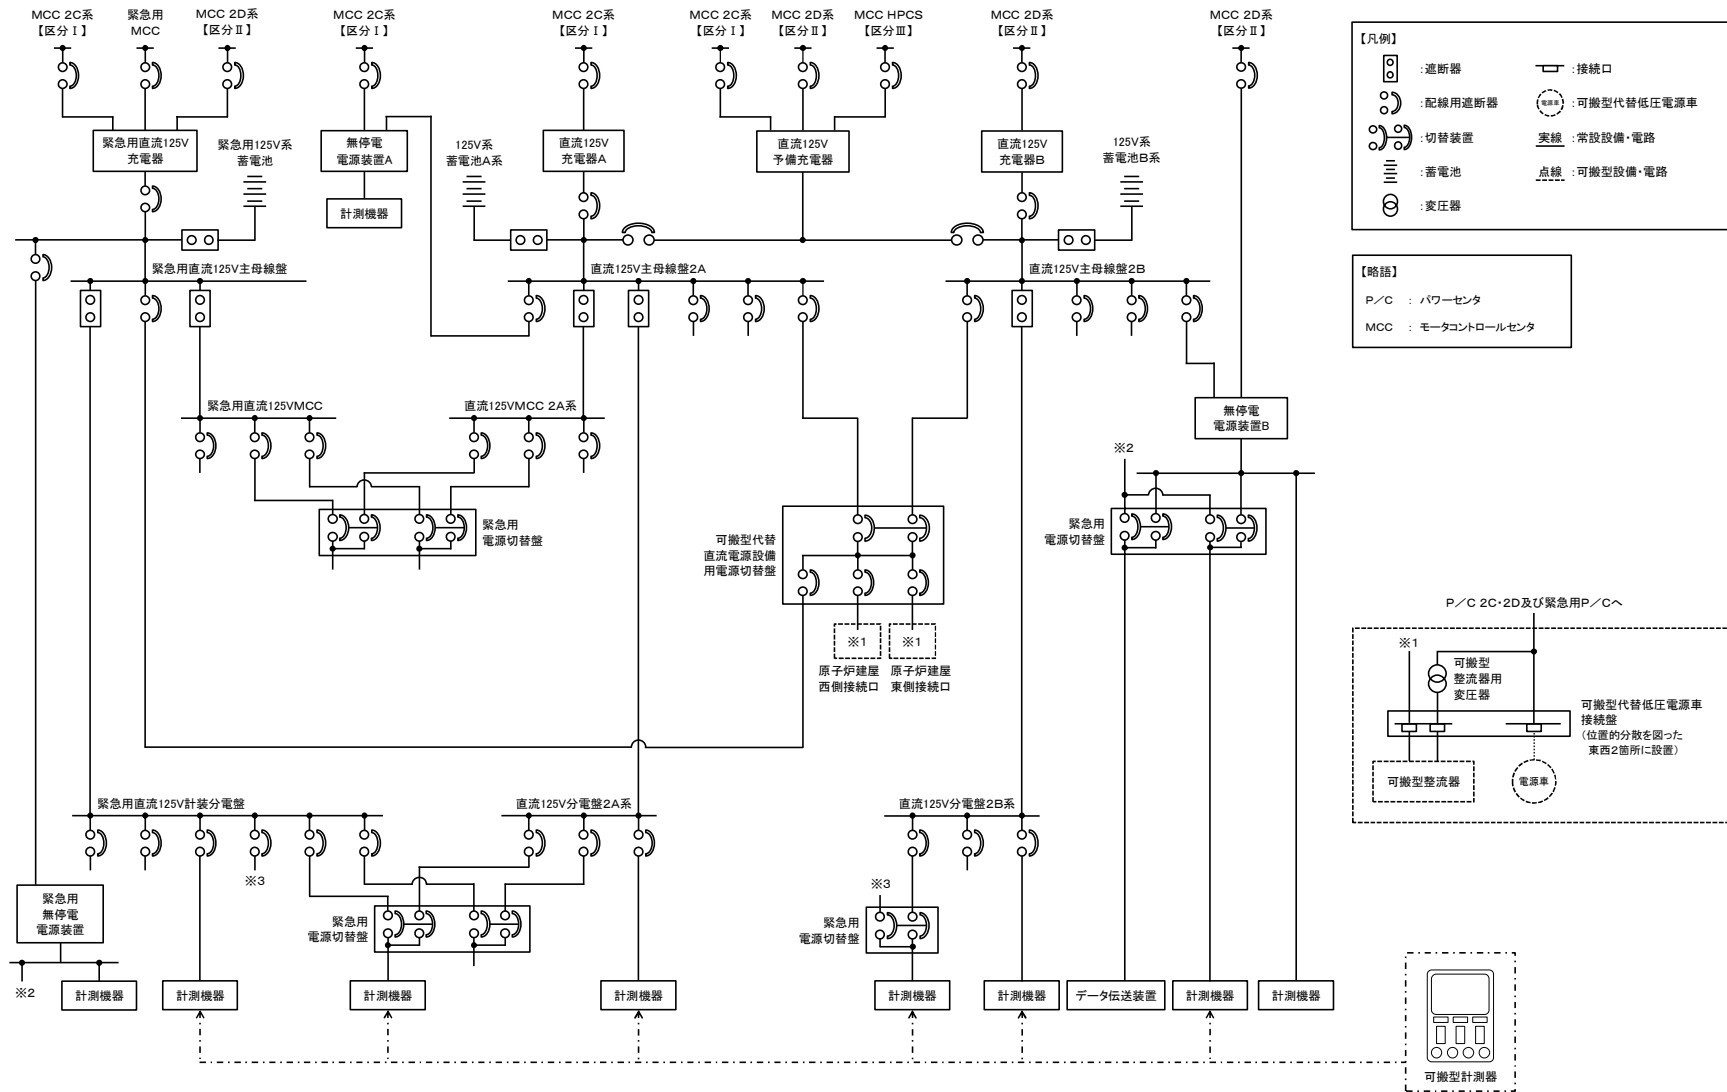 MCC 2C系
【区分Ⅰ】
緊急用
MCC
MCC 2D系
【区分Ⅱ】
MCC 2C系
【区分Ⅰ】
MCC 2C系
【区分Ⅰ】
MCC 2C系
【区分Ⅰ】
MCC 2D系
【区分Ⅱ】
MCC HPCS
【区分Ⅲ】
MCC 2D系
【区分Ⅱ】
MCC 2D系
【区分Ⅱ】
緊急用直流125V
充電器
緊急用125V系
蓄電池
無停電
電源装置A
計測機器
125V系
蓄電池A系
直流125V
充電器A
直流125V
予備充電器
直流125V
充電器B
125V系
蓄電池B系
緊急用直流125V主母線盤
直流125V主母線盤2A
直流125V主母線盤2B
緊急用直流125VMCC
直流125VMCC 2A系
無停電
電源装置B
※2
緊急用
電源切替盤
可搬型代替
直流電源設備
用電源切替盤
緊急用
電源切替盤
※1
※1
原子炉建屋
西側接続口
原子炉建屋
東側接続口
緊急用直流125V計装分電盤
直流125V分電盤2A系
直流125V分電盤2B系
※3
※3
緊急用
無停電
電源装置
緊急用
電源切替盤
緊急用
電源切替盤
※2
計測機器
計測機器
計測機器
計測機器
計測機器
計測機器
データ伝送装置
計測機器
計測機器
【凡例】
:遮断器
:接続口
:配線用遮断器
電源車
:可搬型代替低圧電源車
:切替装置
実線
:常設設備・電路
:蓄電池
点線
:可搬型設備・電路
:変圧器
【略語】
P/C : パワーセンタ
MCC : モータコントロールセンタ
P/C 2C・2D及び緊急用P/Cへ
※1
可搬型
整流器用
変圧器
可搬型代替低圧電源車
接続盤
(位置的分散を図った
東西2箇所に設置)
可搬型整流器
電源車
可搬型計測器